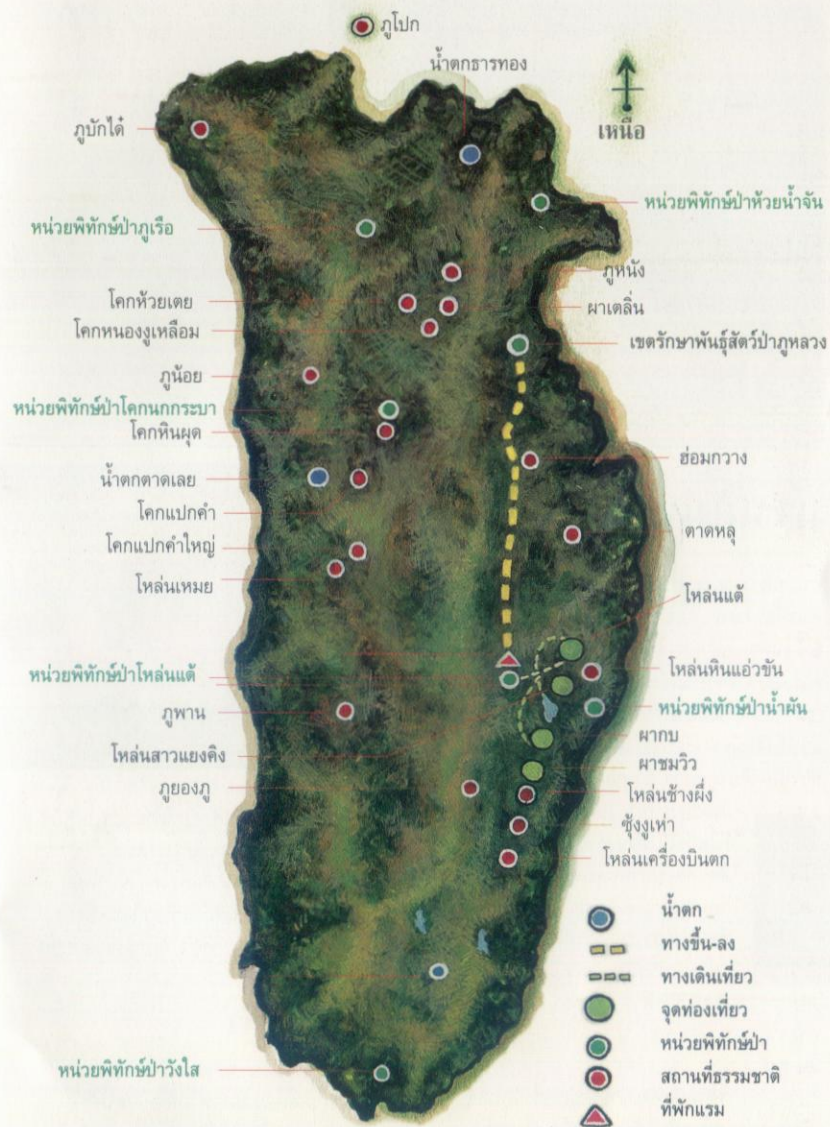 ภูโปก
น้ำตกธารทอง
เหนือ
ภูบักได๋
หน่วยพิทักษ์ป่าห้วยน้ำจัน
หน่วยพิทักษ์ป่าภูเรือ
ภูหนัง
โคกห้วยเตย
ผาเตลิ่น
โคกหนองงูเหลือม
เขตรักษาพันธุ์สัตว์ป่าภูหลวง
ภูน้อย
หน่วยพิทักษ์ป่าโคกนกกระบา
โคกหินผุด
ฮ่อมกวาง
น้ำตกตาดเลย
โคกแปกคำ
ตาดหลุ
โคกแปกคำใหญ่
โหล่นเหมย
โหล่นแต้
หน่วยพิทักษ์ป่าโหล่นแต้
โหล่นหินแอ่วขัน
ภูพาน
หน่วยพิทักษ์ป่าน้ำผัน
ผากบ
โหล่นสาวแยงคิง
ผาชมวิว
ภูยองภู
โหล่นช้างผึ่ง
ซุ้งงูเห่า
โหล่นเครื่องบินตก
น้ำตก
ทางขึ้น-ลง
ทางเดินเที่ยว
จุดท่องเที่ยว
หน่วยพิทักษ์ป่า
สถานที่ธรรมชาติ
ที่พักแรม
หน่วยพิทักษ์ป่าวังใส